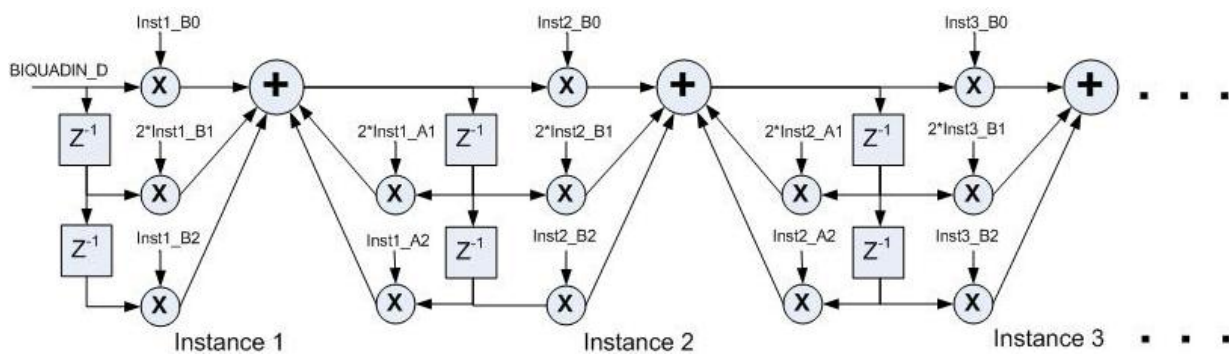 Inst1_B0
Inst2_B0
Inst3_B0
BIQUADIN_D
X
+
X
+
X
+
. . .
Z⁻¹
2*Inst1_B1
2*Inst1_A1
Z⁻¹
2*Inst2_B1
2*Inst2_A1
Z⁻¹
2*Inst3_B1
X
X
X
X
X
Z⁻¹
Inst1_B2
Inst1_A2
Z⁻¹
Inst2_B2
Inst2_A2
Z⁻¹
Inst3_B2
X
X
X
X
X
Instance 1
Instance 2
Instance 3
. . .